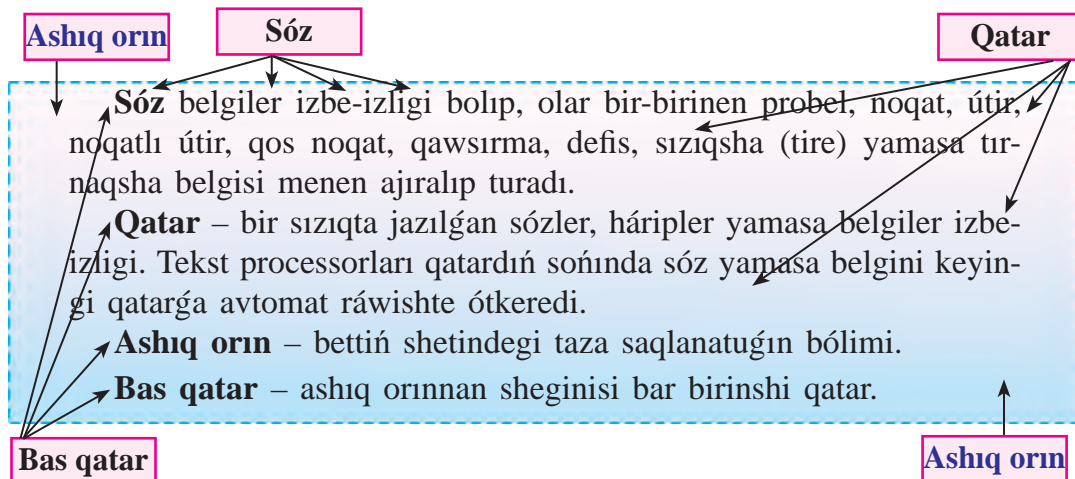 Ashıq orın
Sóz
Qatar
Sóz belgiler izbe-izligi bolıp, olar bir-birinen probel, noqat, útir,
noqatlı útir, qos noqat, qawsırma, defis, sızıqsha (tire) yamasa tır-
naqsha belgisi menen ajıralıp turadı.
Qatar – bir sızıqta jazılǵan sózler, háripler yamasa belgiler izbe-
izligi. Tekst processorları qatardıń sońında sóz yamasa belgini keyin-
gi qatarǵa avtomat ráwishte ótkeredi.
Ashıq orın – bettiń shetindegi taza saqlanatuǵın bólimi.
Bas qatar – ashıq orınnan sheginisi bar birinshi qatar.
Bas qatar
Ashıq orın